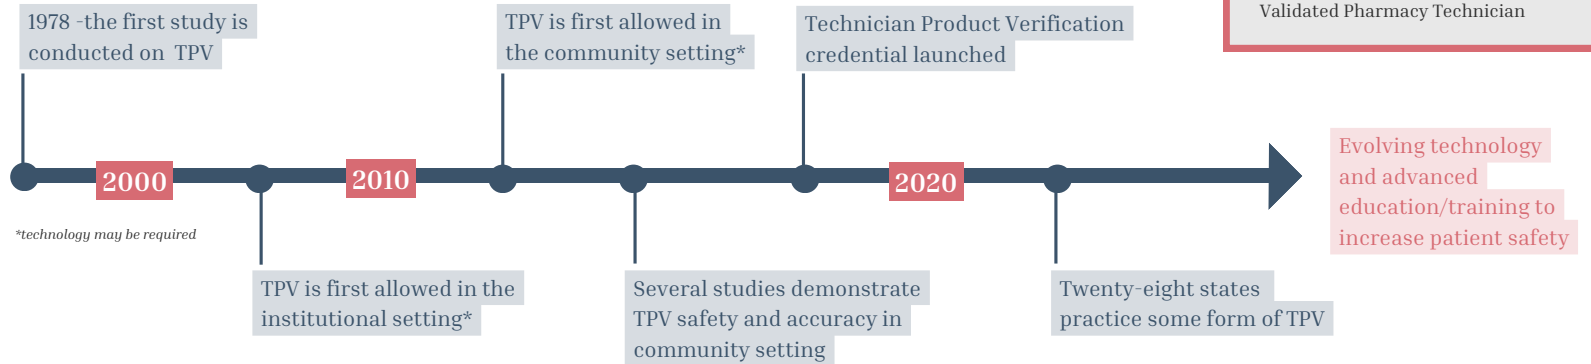 Validated Pharmacy Technician
1978 -the first study is
conducted on TPV
TPV is first allowed in
the community setting*
Technician Product Verification
credential launched
2000
2010
2020
Evolving technology
and advanced
education/training to
increase patient safety
*technology may be required
TPV is first allowed in the
institutional setting*
Several studies demonstrate
TPV safety and accuracy in
community setting
Twenty-eight states
practice some form of TPV